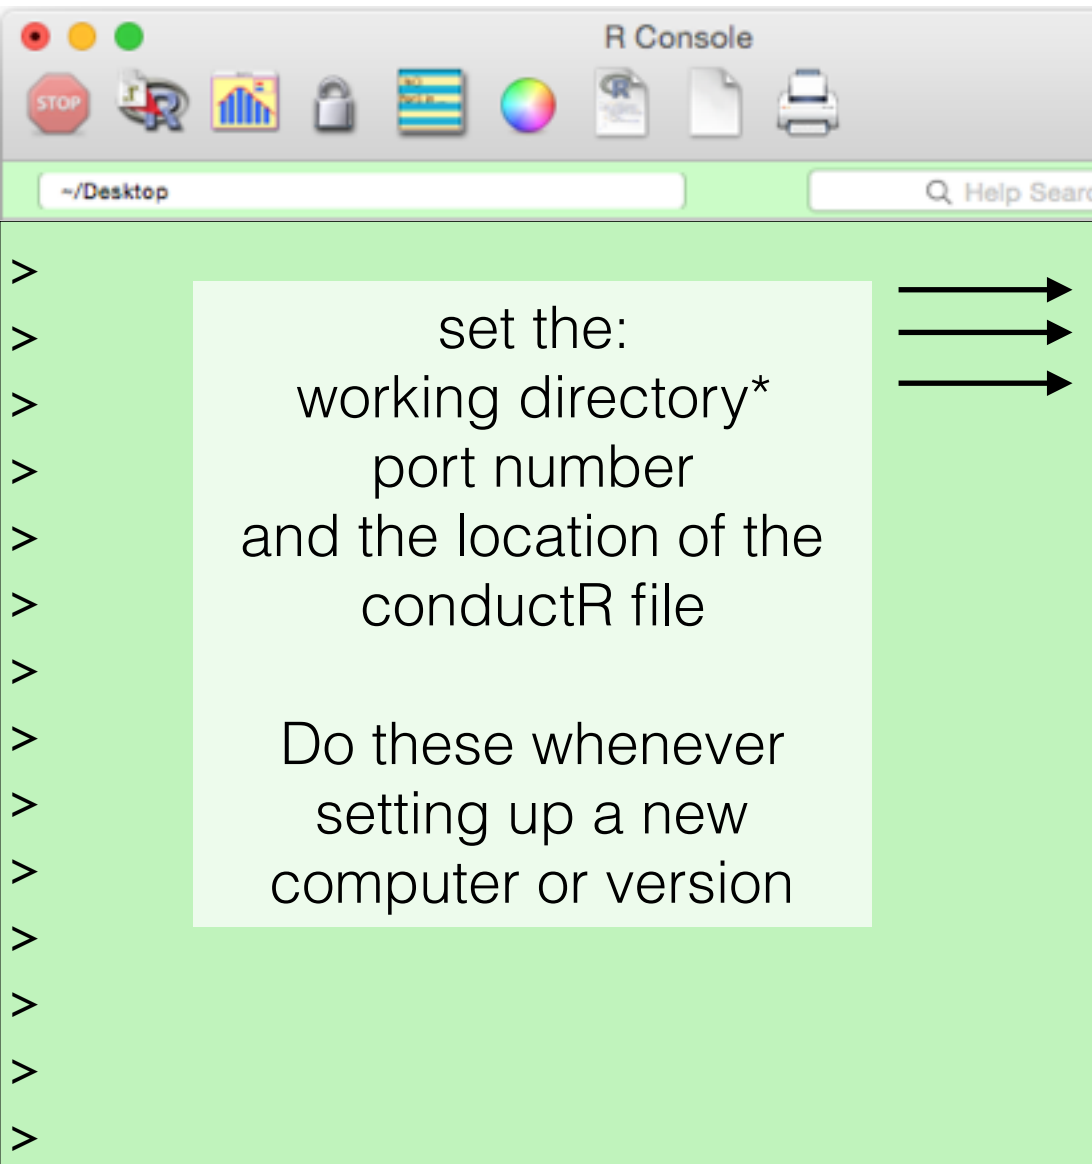 R Console
STOP
~/Desktop
Help Searc
>
>
>
>
>
>
>
>
>
>
>
>
>
>
set the:
working directory*
port number
and the location of the
conductR file
Do these whenever
setting up a new
computer or version